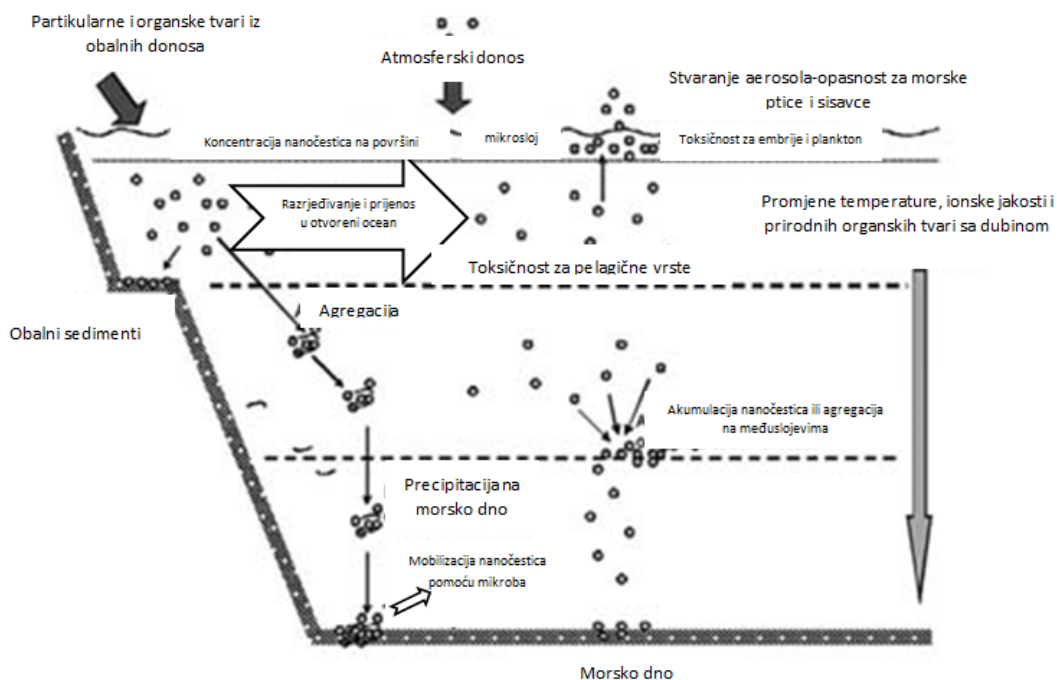 Partikularne i organske tvari iz
obalnih donosa
Atmosferski donos
Stvaranje aerosola-opasnost za morske
ptice i sisavce
Koncentracija nanočestica na površini
mikrosloj
Toksičnost za embrije i plankton
Razrjeđivanje i prijenos
u otvoreni ocean
Promjene temperature, ionske jakosti i
prirodnih organskih tvari sa dubinom
Toksičnost za pelagične vrste
Obalni sedimenti
Agregacija
Akumulacija nanočestica ili agregacija
na međuslojevima
Precipitacija na
morsko dno
Mobilizacija nanočestica
pomoću mikroba
Morsko dno